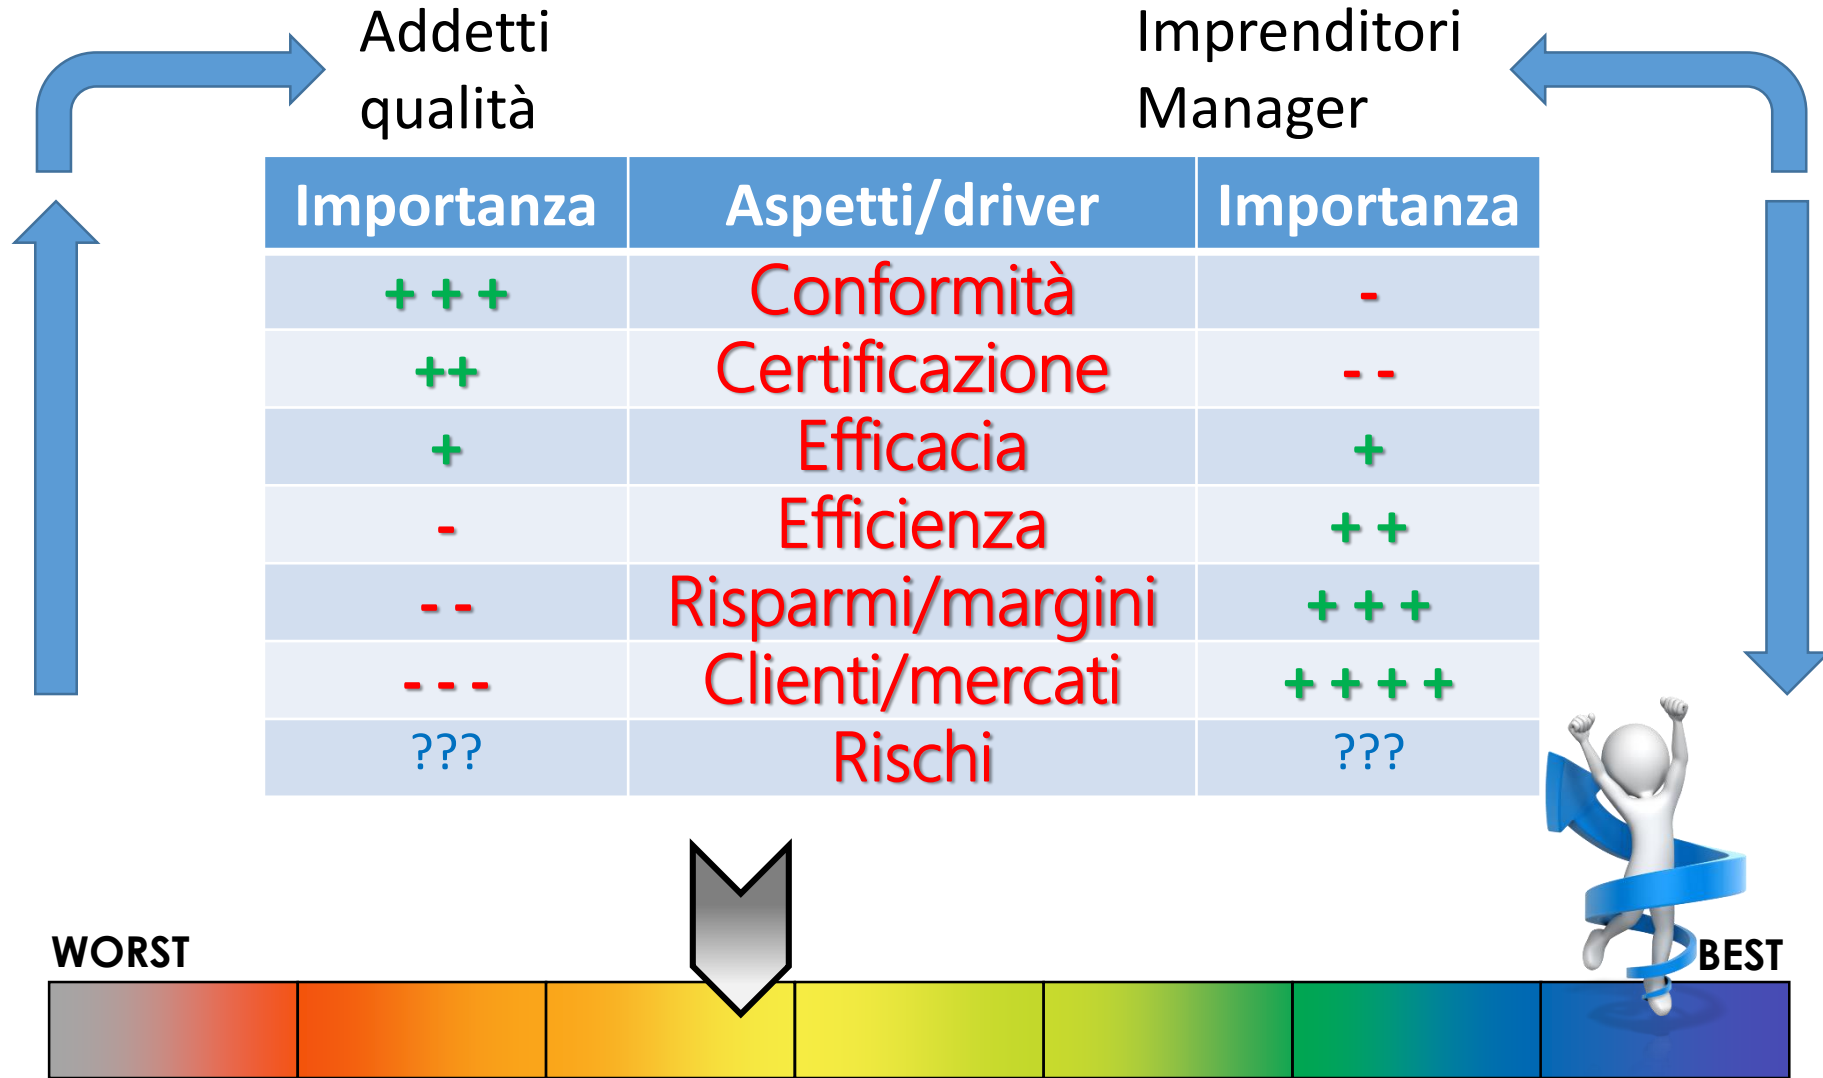 Addetti
qualità
Imprenditori
Manager
Importanza Aspetti/driver Importanza
+ + + Conformità -
++ Certificazione - -
+ Efficacia +
- Efficienza + +
- - Risparmi/margini + + +
- - - Clienti/mercati + + + +
??? Rischi ???
WORST
BEST